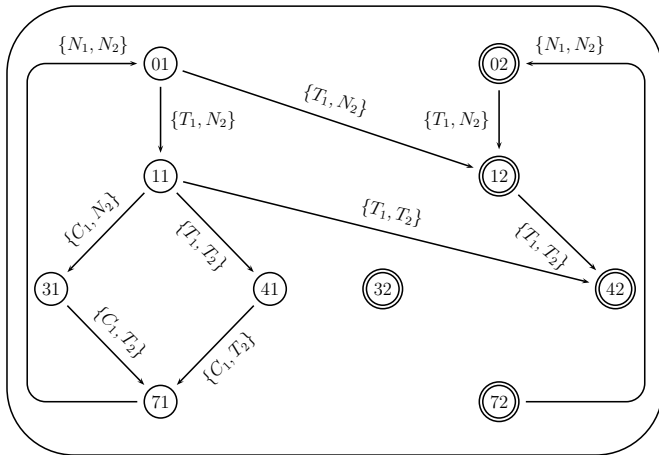 {N₁, N₂}
01
02
{N₁, N₂}
{T₁, N₂}
{T₁, N₂}
{T₁, N₂}
11
12
{C₁, N₂}
{T₁, T₂}
{T₁, T₂}
{T₁, T₂}
31
41
32
42
{C₁, T₂}
{C₁, T₂}
71
72